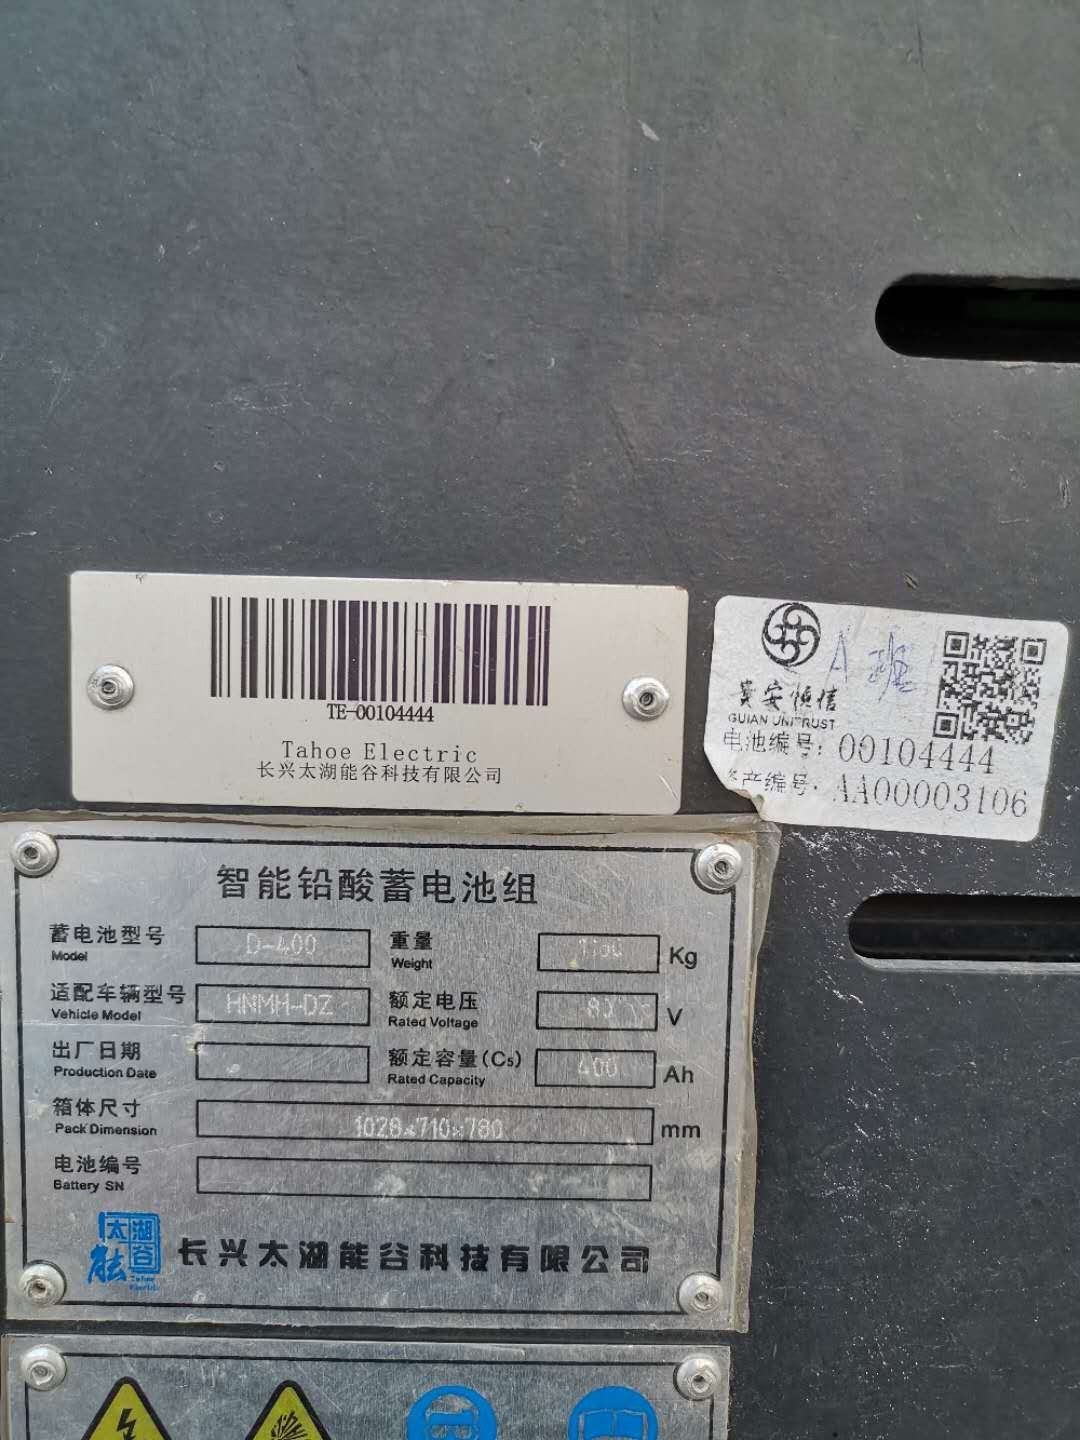 TE-00104444
Tahoe Electric
长兴太湖能谷科技有限公司
A班
贵安恒信
GUIAN UNITRUST
电池编号: 00104444
产编号: AA00003106
智能铅酸蓄电池组
蓄电池型号 D-400 重量 Kg
Model Weight
适配车辆型号 HNMH-DZ 额定电压 V
Vehicle Model Rated Voltage
出厂日期 额定容量(C5) 400 Ah
Production Date Rated Capacity
箱体尺寸 1028x710x780 mm
Pack Dimension
电池编号
Battery SN
太湖能谷
Tahoe
Electric
长兴太湖能谷科技有限公司